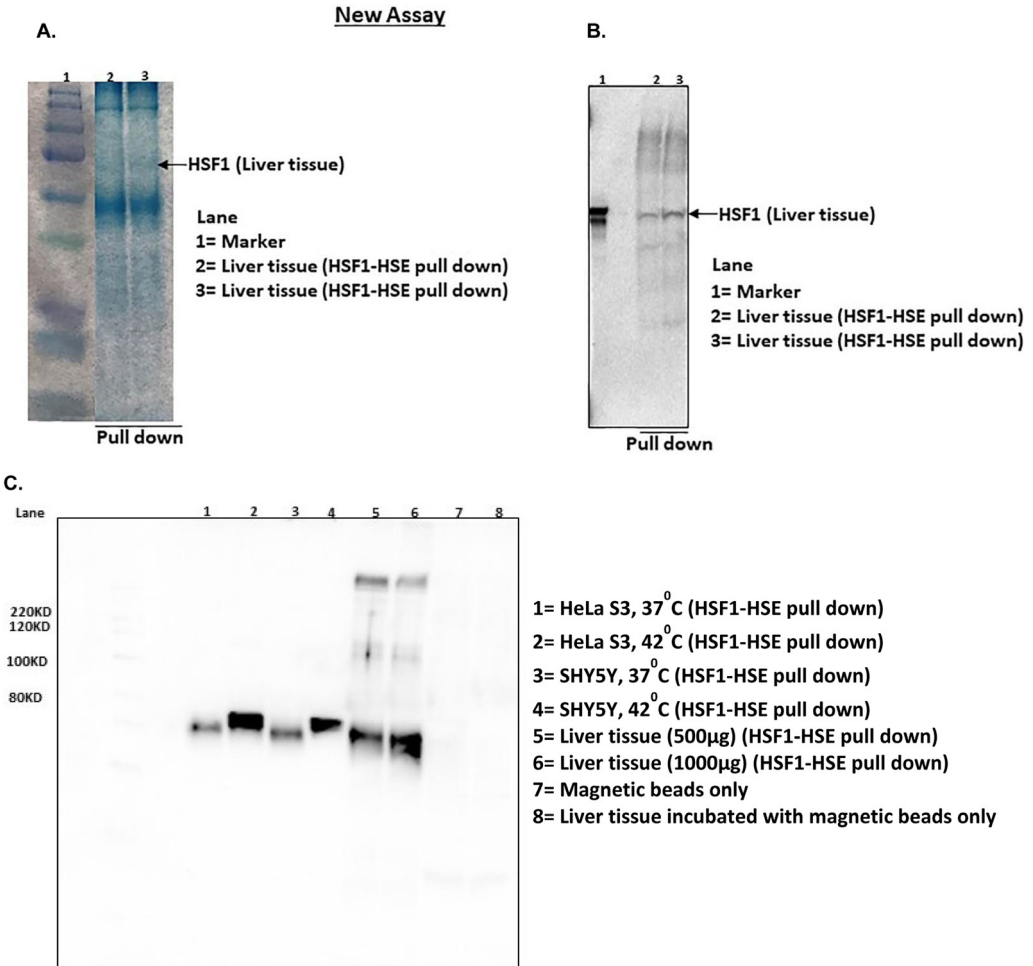 New Assay
A.
1 2 3
HSF1 (Liver tissue)
Lane
1= Marker
2= Liver tissue (HSF1-HSE pull down)
3= Liver tissue (HSF1-HSE pull down)
Pull down
B.
1 2 3
HSF1 (Liver tissue)
Lane
1= Marker
2= Liver tissue (HSF1-HSE pull down)
3= Liver tissue (HSF1-HSE pull down)
Pull down
C.
Lane 1 2 3 4 5 6 7 8
220KD
120KD
100KD
80KD
1= HeLa S3, 37⁰C (HSF1-HSE pull down)
2= HeLa S3, 42⁰C (HSF1-HSE pull down)
3= SHY5Y, 37⁰C (HSF1-HSE pull down)
4= SHY5Y, 42⁰C (HSF1-HSE pull down)
5= Liver tissue (500µg) (HSF1-HSE pull down)
6= Liver tissue (1000µg) (HSF1-HSE pull down)
7= Magnetic beads only
8= Liver tissue incubated with magnetic beads only